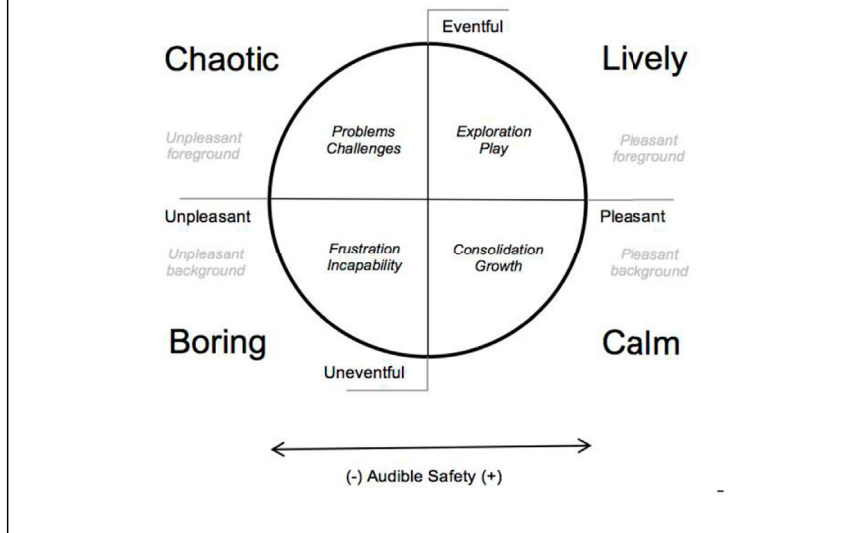 Eventful
Chaotic
Lively
Problems
Challenges
Exploration
Play
Unpleasant
foreground
Pleasant
foreground
Unpleasant
Pleasant
Unpleasant
background
Frustration
Incapability
Consolidation
Growth
Pleasant
background
Boring
Calm
Uneventful
(-) Audible Safety (+)